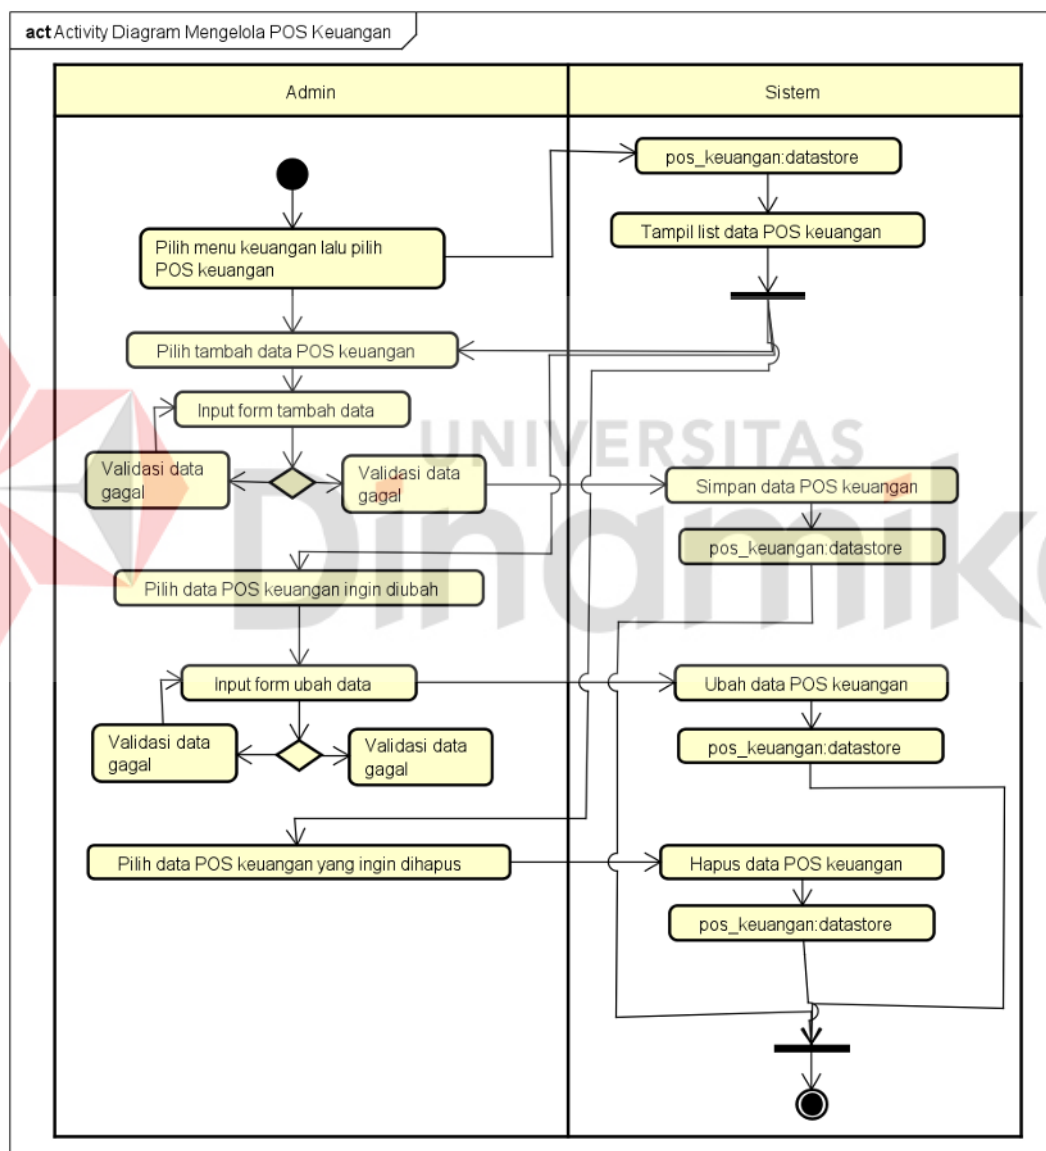 act Activity Diagram Mengelola POS Keuangan
Admin
Sistem
pos_keuangan:datastore
Tampil list data POS keuangan
Pilih menu keuangan lalu pilih
POS keuangan
Pilih tambah data POS keuangan
Input form tambah data
UNIVERSITAS
Dinamika
Validasi data
gagal
Validasi data
gagal
Simpan data POS keuangan
pos_keuangan:datastore
Pilih data POS keuangan ingin diubah
Input form ubah data
Ubah data POS keuangan
Validasi data
gagal
Validasi data
gagal
pos_keuangan:datastore
Pilih data POS keuangan yang ingin dihapus
Hapus data POS keuangan
pos_keuangan:datastore